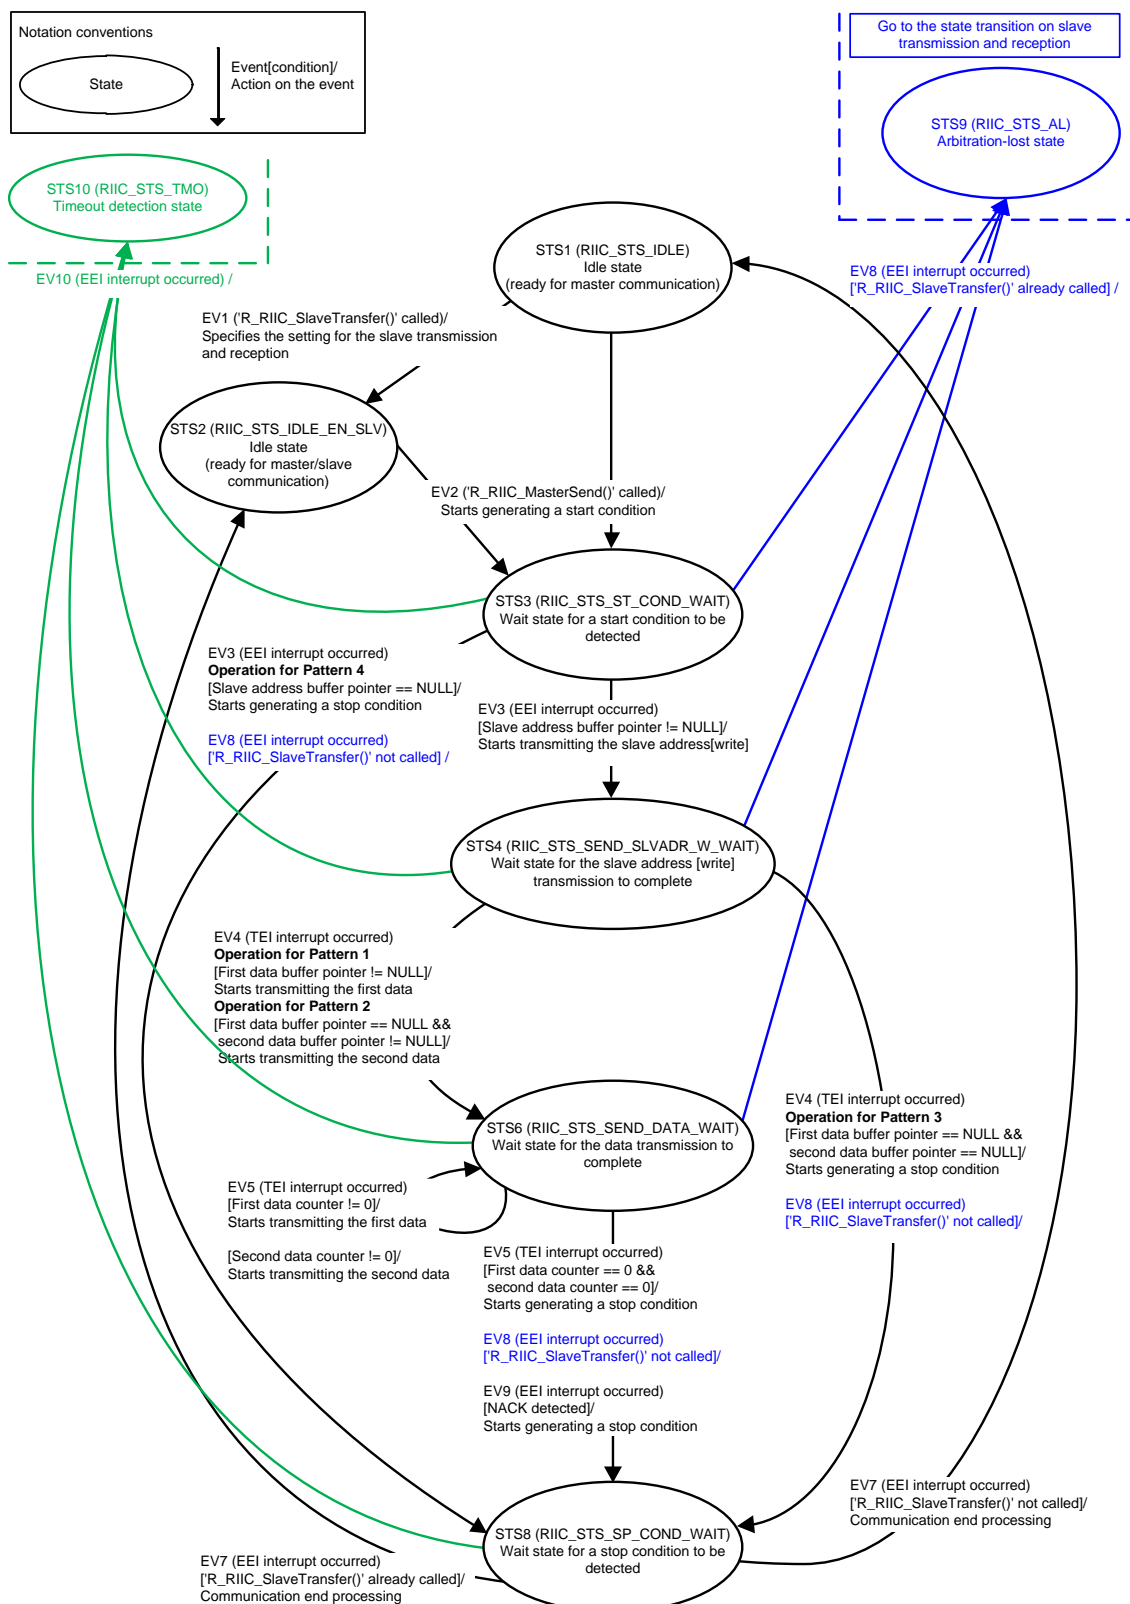 Notation conventions
State
Event[condition]/
Action on the event
Go to the state transition on slave
transmission and reception
STS9 (RIIC_STS_AL)
Arbitration-lost state
STS10 (RIIC_STS_TMO)
Timeout detection state
EV10 (EEI interrupt occurred) /
STS1 (RIIC_STS_IDLE)
Idle state
(ready for master communication)
EV8 (EEI interrupt occurred)
['R_RIIC_SlaveTransfer()' already called] /
EV1 ('R_RIIC_SlaveTransfer()' called)/
Specifies the setting for the slave transmission
and reception
STS2 (RIIC_STS_IDLE_EN_SLV)
Idle state
(ready for master/slave
communication)
EV2 ('R_RIIC_MasterSend()' called)/
Starts generating a start condition
STS3 (RIIC_STS_ST_COND_WAIT)
Wait state for a start condition to be
detected
EV3 (EEI interrupt occurred)
Operation for Pattern 4
[Slave address buffer pointer == NULL]/
Starts generating a stop condition
EV8 (EEI interrupt occurred)
['R_RIIC_SlaveTransfer()' not called] /
EV3 (EEI interrupt occurred)
[Slave address buffer pointer != NULL]/
Starts transmitting the slave address[write]
STS4 (RIIC_STS_SEND_SLVADR_W_WAIT)
Wait state for the slave address [write]
transmission to complete
EV4 (TEI interrupt occurred)
Operation for Pattern 1
[First data buffer pointer != NULL]/
Starts transmitting the first data
Operation for Pattern 2
[First data buffer pointer == NULL &&
second data buffer pointer != NULL]/
Starts transmitting the second data
EV4 (TEI interrupt occurred)
Operation for Pattern 3
[First data buffer pointer == NULL &&
second data buffer pointer == NULL]/
Starts generating a stop condition
EV8 (EEI interrupt occurred)
['R_RIIC_SlaveTransfer()' not called]/
STS6 (RIIC_STS_SEND_DATA_WAIT)
Wait state for the data transmission to
complete
EV5 (TEI interrupt occurred)
[First data counter != 0]/
Starts transmitting the first data
[Second data counter != 0]/
Starts transmitting the second data
EV5 (TEI interrupt occurred)
[First data counter == 0 &&
second data counter == 0]/
Starts generating a stop condition
EV8 (EEI interrupt occurred)
['R_RIIC_SlaveTransfer()' not called]/
EV9 (EEI interrupt occurred)
[NACK detected]/
Starts generating a stop condition
EV7 (EEI interrupt occurred)
['R_RIIC_SlaveTransfer()' not called]/
Communication end processing
STS8 (RIIC_STS_SP_COND_WAIT)
Wait state for a stop condition to be
detected
EV7 (EEI interrupt occurred)
['R_RIIC_SlaveTransfer()' already called]/
Communication end processing